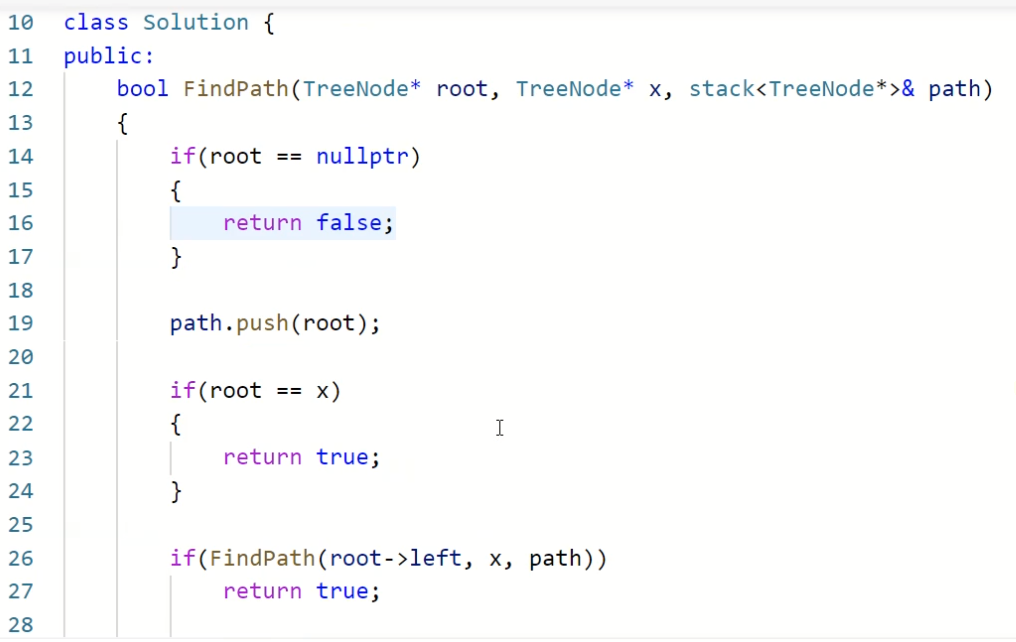 10 class Solution {
11 public:
12     bool FindPath(TreeNode* root, TreeNode* x, stack<TreeNode*>& path)
13     {
14         if(root == nullptr)
15         {
16             return false;
17         }
18
19         path.push(root);
20
21         if(root == x)
22         {
23             return true;
24         }
25
26         if(FindPath(root->left, x, path))
27             return true;
28